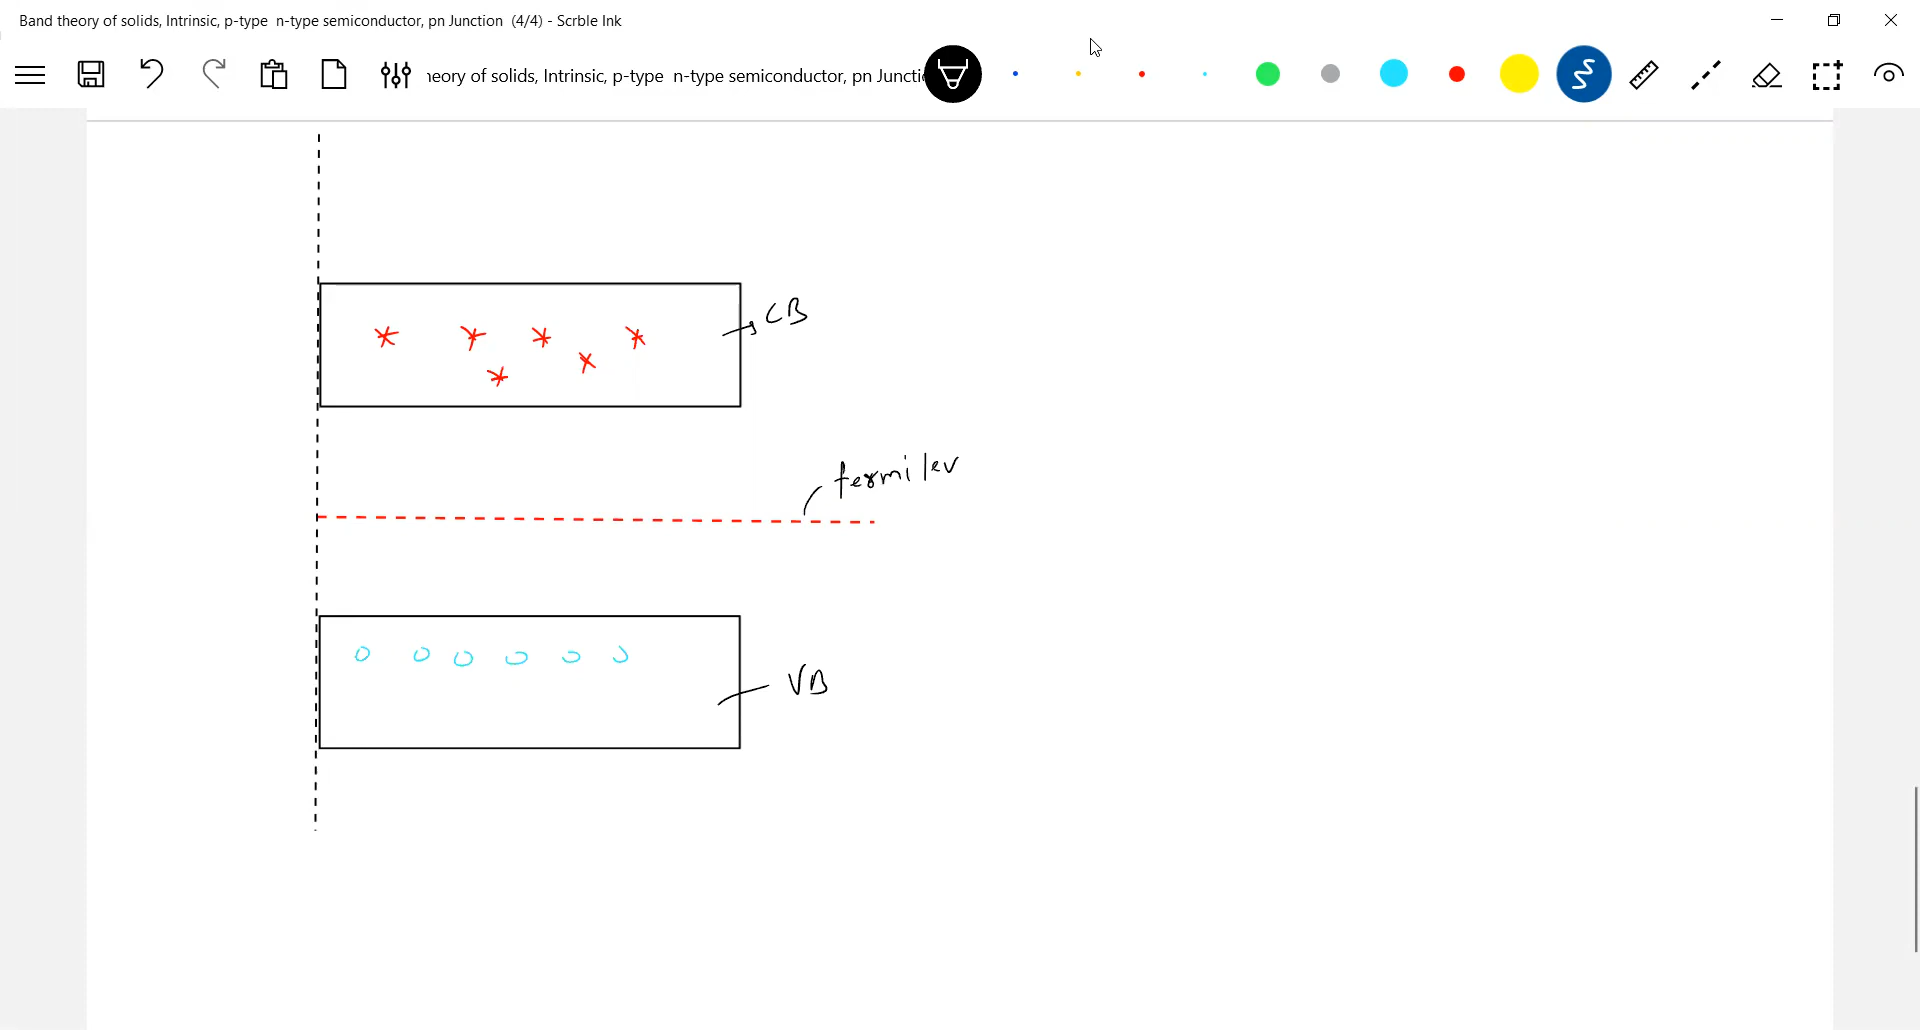 Band theory of solids, Intrinsic, p-type  n-type semiconductor, pn Junction  (4/4) - Scrble Ink
heory of solids, Intrinsic, p-type  n-type semiconductor, pn Juncti
CB
fermi lev
VB